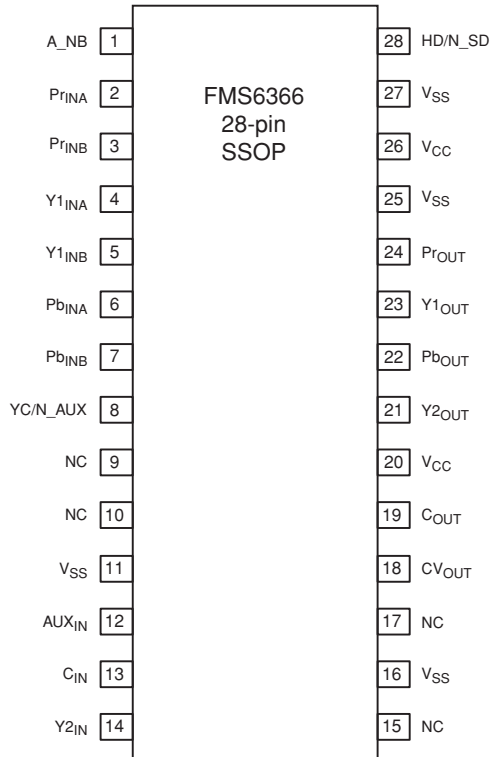 FMS6366
28-pin
SSOP
A_NB 1
PrINA 2
PrINB 3
Y1INA 4
Y1INB 5
PbINA 6
PbINB 7
YC/N_AUX 8
NC 9
NC 10
VSS 11
AUXIN 12
CIN 13
Y2IN 14
28 HD/N_SD
27 VSS
26 VCC
25 VSS
24 PrOUT
23 Y1OUT
22 PbOUT
21 Y2OUT
20 VCC
19 COUT
18 CVOUT
17 NC
16 VSS
15 NC